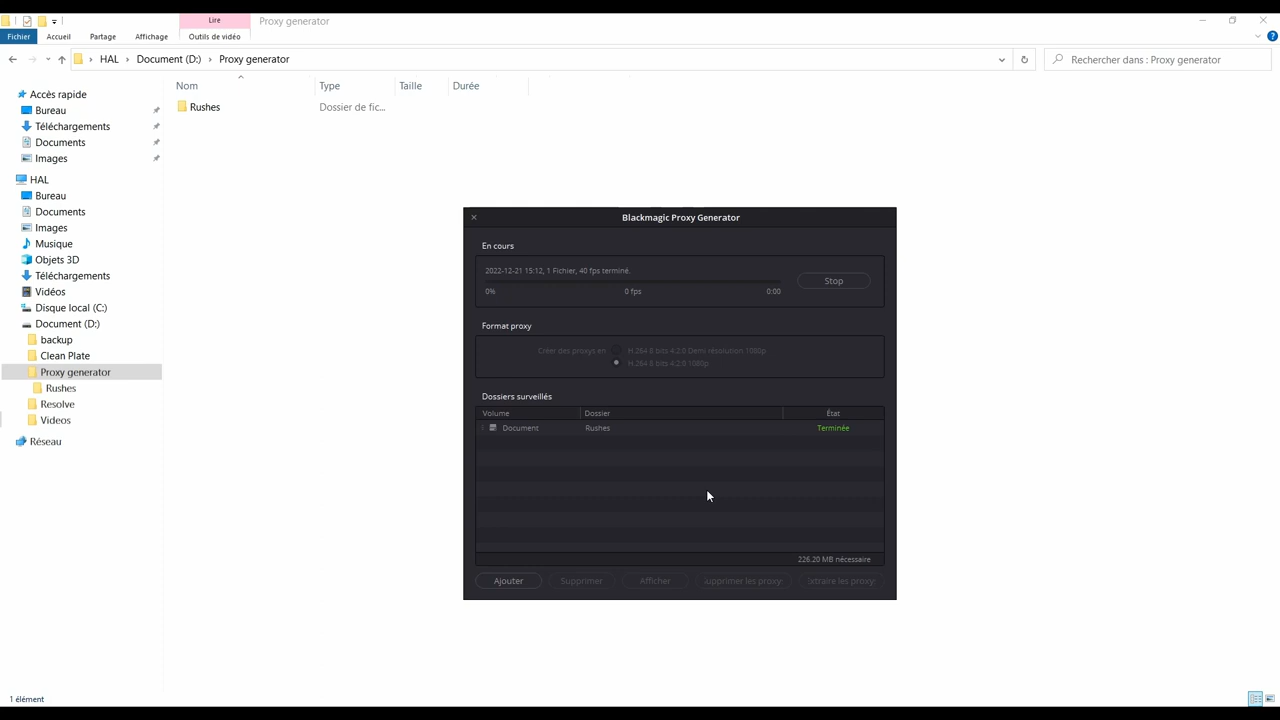 Lire
Proxy generator
Fichier
Accueil
Partage
Affichage
Outils de vidéo
HAL
Document (D:)
Proxy generator
Rechercher dans : Proxy generator
Nom
Type
Taille
Durée
Rushes
Dossier de fic...
Accès rapide
Bureau
Téléchargements
Documents
Images
HAL
Bureau
Documents
Images
Musique
Objets 3D
Téléchargements
Vidéos
Disque local (C:)
Document (D:)
backup
Clean Plate
Proxy generator
Rushes
Resolve
Videos
Réseau
Blackmagic Proxy Generator
En cours
2022-12-21 15:12, 1 Fichier, 40 fps terminé.
Stop
0%
0 fps
0:00
Format proxy
Créer des proxys en
H.264 8 bits 4:2:0 Demi résolution 1080p
H.264 8 bits 4:2:0 1080p
Dossiers surveillés
Volume
Dossier
État
Document
Rushes
Terminée
226.20 MB nécessaire
Ajouter
Supprimer
Afficher
upprimer les proxy
xtraire les proxy
1 élément